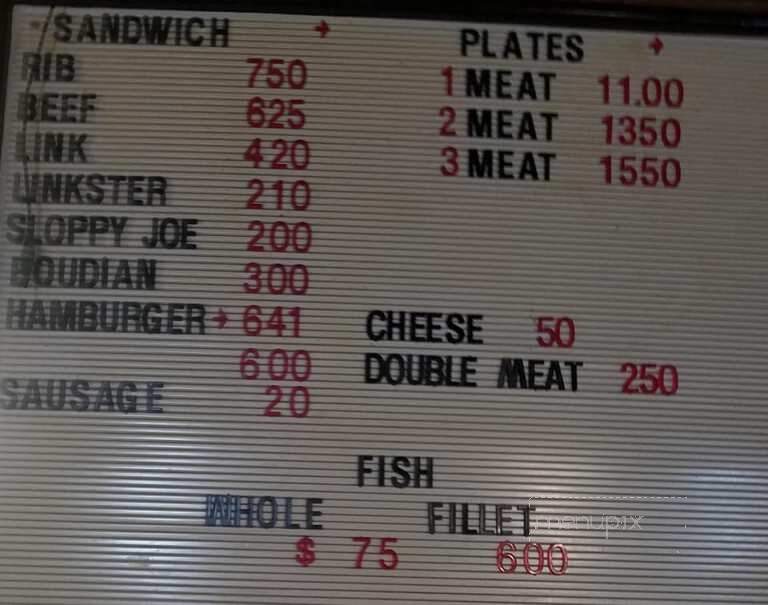 SANDWICH →
RIB 750
BEEF 625
LINK 420
LINKSTER 210
SLOPPY JOE 200
BOUDIAN 300
HAMBURGER → 641
600
SAUSAGE 20
PLATES →
1 MEAT 11.00
2 MEAT 1350
3 MEAT 1550
CHEESE 50
DOUBLE MEAT 250
FISH
WHOLE FILLET
$ 75 600
menupix